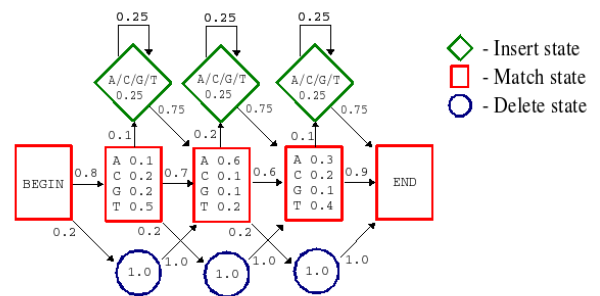 0.25 0.25 0.25
A/C/G/T A/C/G/T A/C/G/T
0.25 0.25 0.25
- Insert state
- Match state
- Delete state
0.75 0.75 0.75
0.1 0.2 0.1
BEGIN
0.8
A 0.1
C 0.2
G 0.2
T 0.5
0.7
A 0.6
C 0.1
G 0.1
T 0.2
0.6
A 0.3
C 0.2
G 0.1
T 0.4
0.9
END
0.2 0.2 0.2
1.0 1.0 1.0
1.0 1.0 1.0